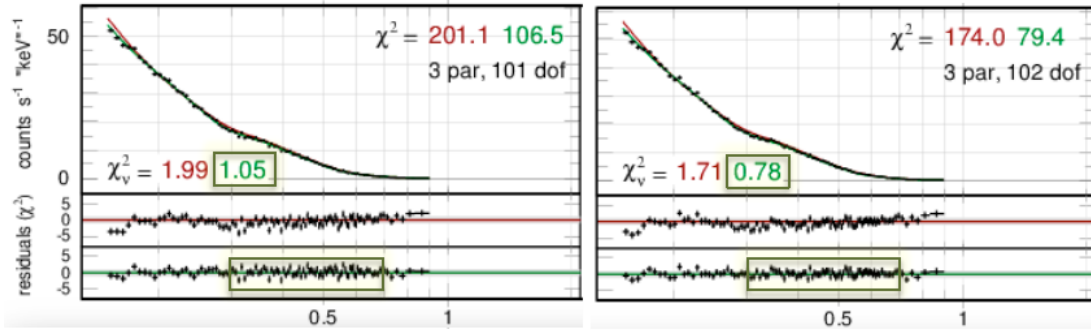 50
0
counts s⁻¹ "keV"⁻¹
χ² = 201.1 106.5
3 par, 101 dof
χ²ᵥ = 1.99 1.05
residuals (χ²)
5
0
-5
5
0
-5
0.5 1
χ² = 174.0 79.4
3 par, 102 dof
χ²ᵥ = 1.71 0.78
0.5 1